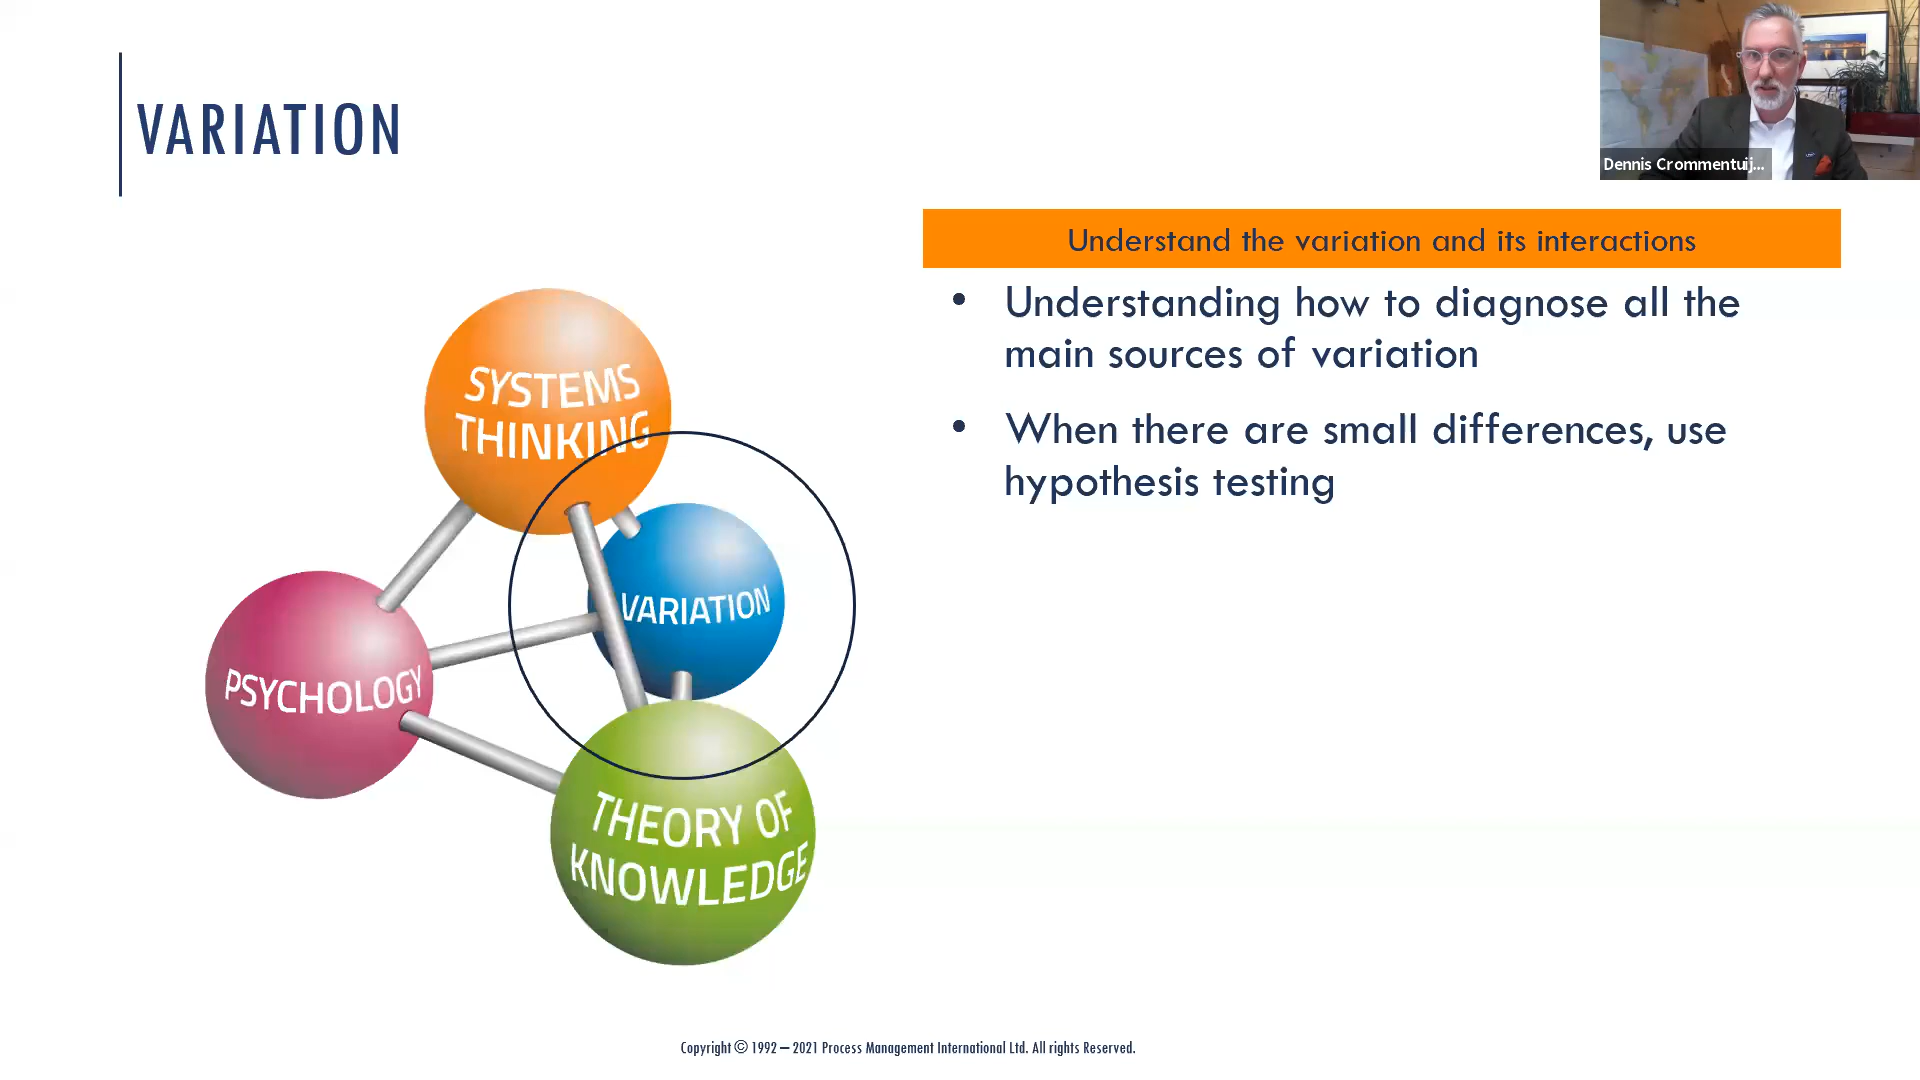 VARIATION
Dennis Crommentuij...
Understand the variation and its interactions
• Understanding how to diagnose all the
main sources of variation
• When there are small differences, use
hypothesis testing
SYSTEMS
THINKING
VARIATION
PSYCHOLOGY
THEORY OF
KNOWLEDGE
Copyright © 1992 – 2021 Process Management International Ltd. All rights Reserved.